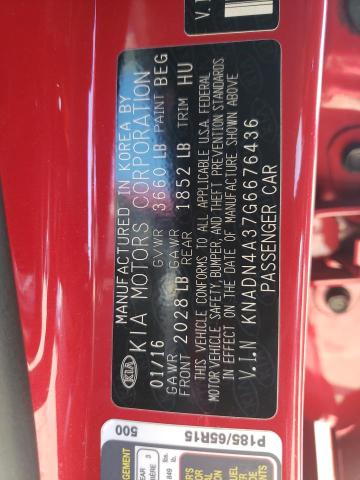 MANUFACTURED IN KOREA BY
KIA MOTORS CORPORATION
KIA
01/16 GVWR 3660 LB PAINT BEG
GAWR FRONT 2028 LB GAWR REAR 1852 LB TRIM HU
THIS VEHICLE CONFORMS TO ALL APPLICABLE U.S.A. FEDERAL
MOTOR VEHICLE SAFETY, BUMPER, AND THEFT PREVENTION STANDARDS
IN EFFECT ON THE DATE OF MANUFACTURE SHOWN ABOVE
V.I.N KNADN4A37G6676436
PASSENGER CAR
V.I
500
P185/65R15